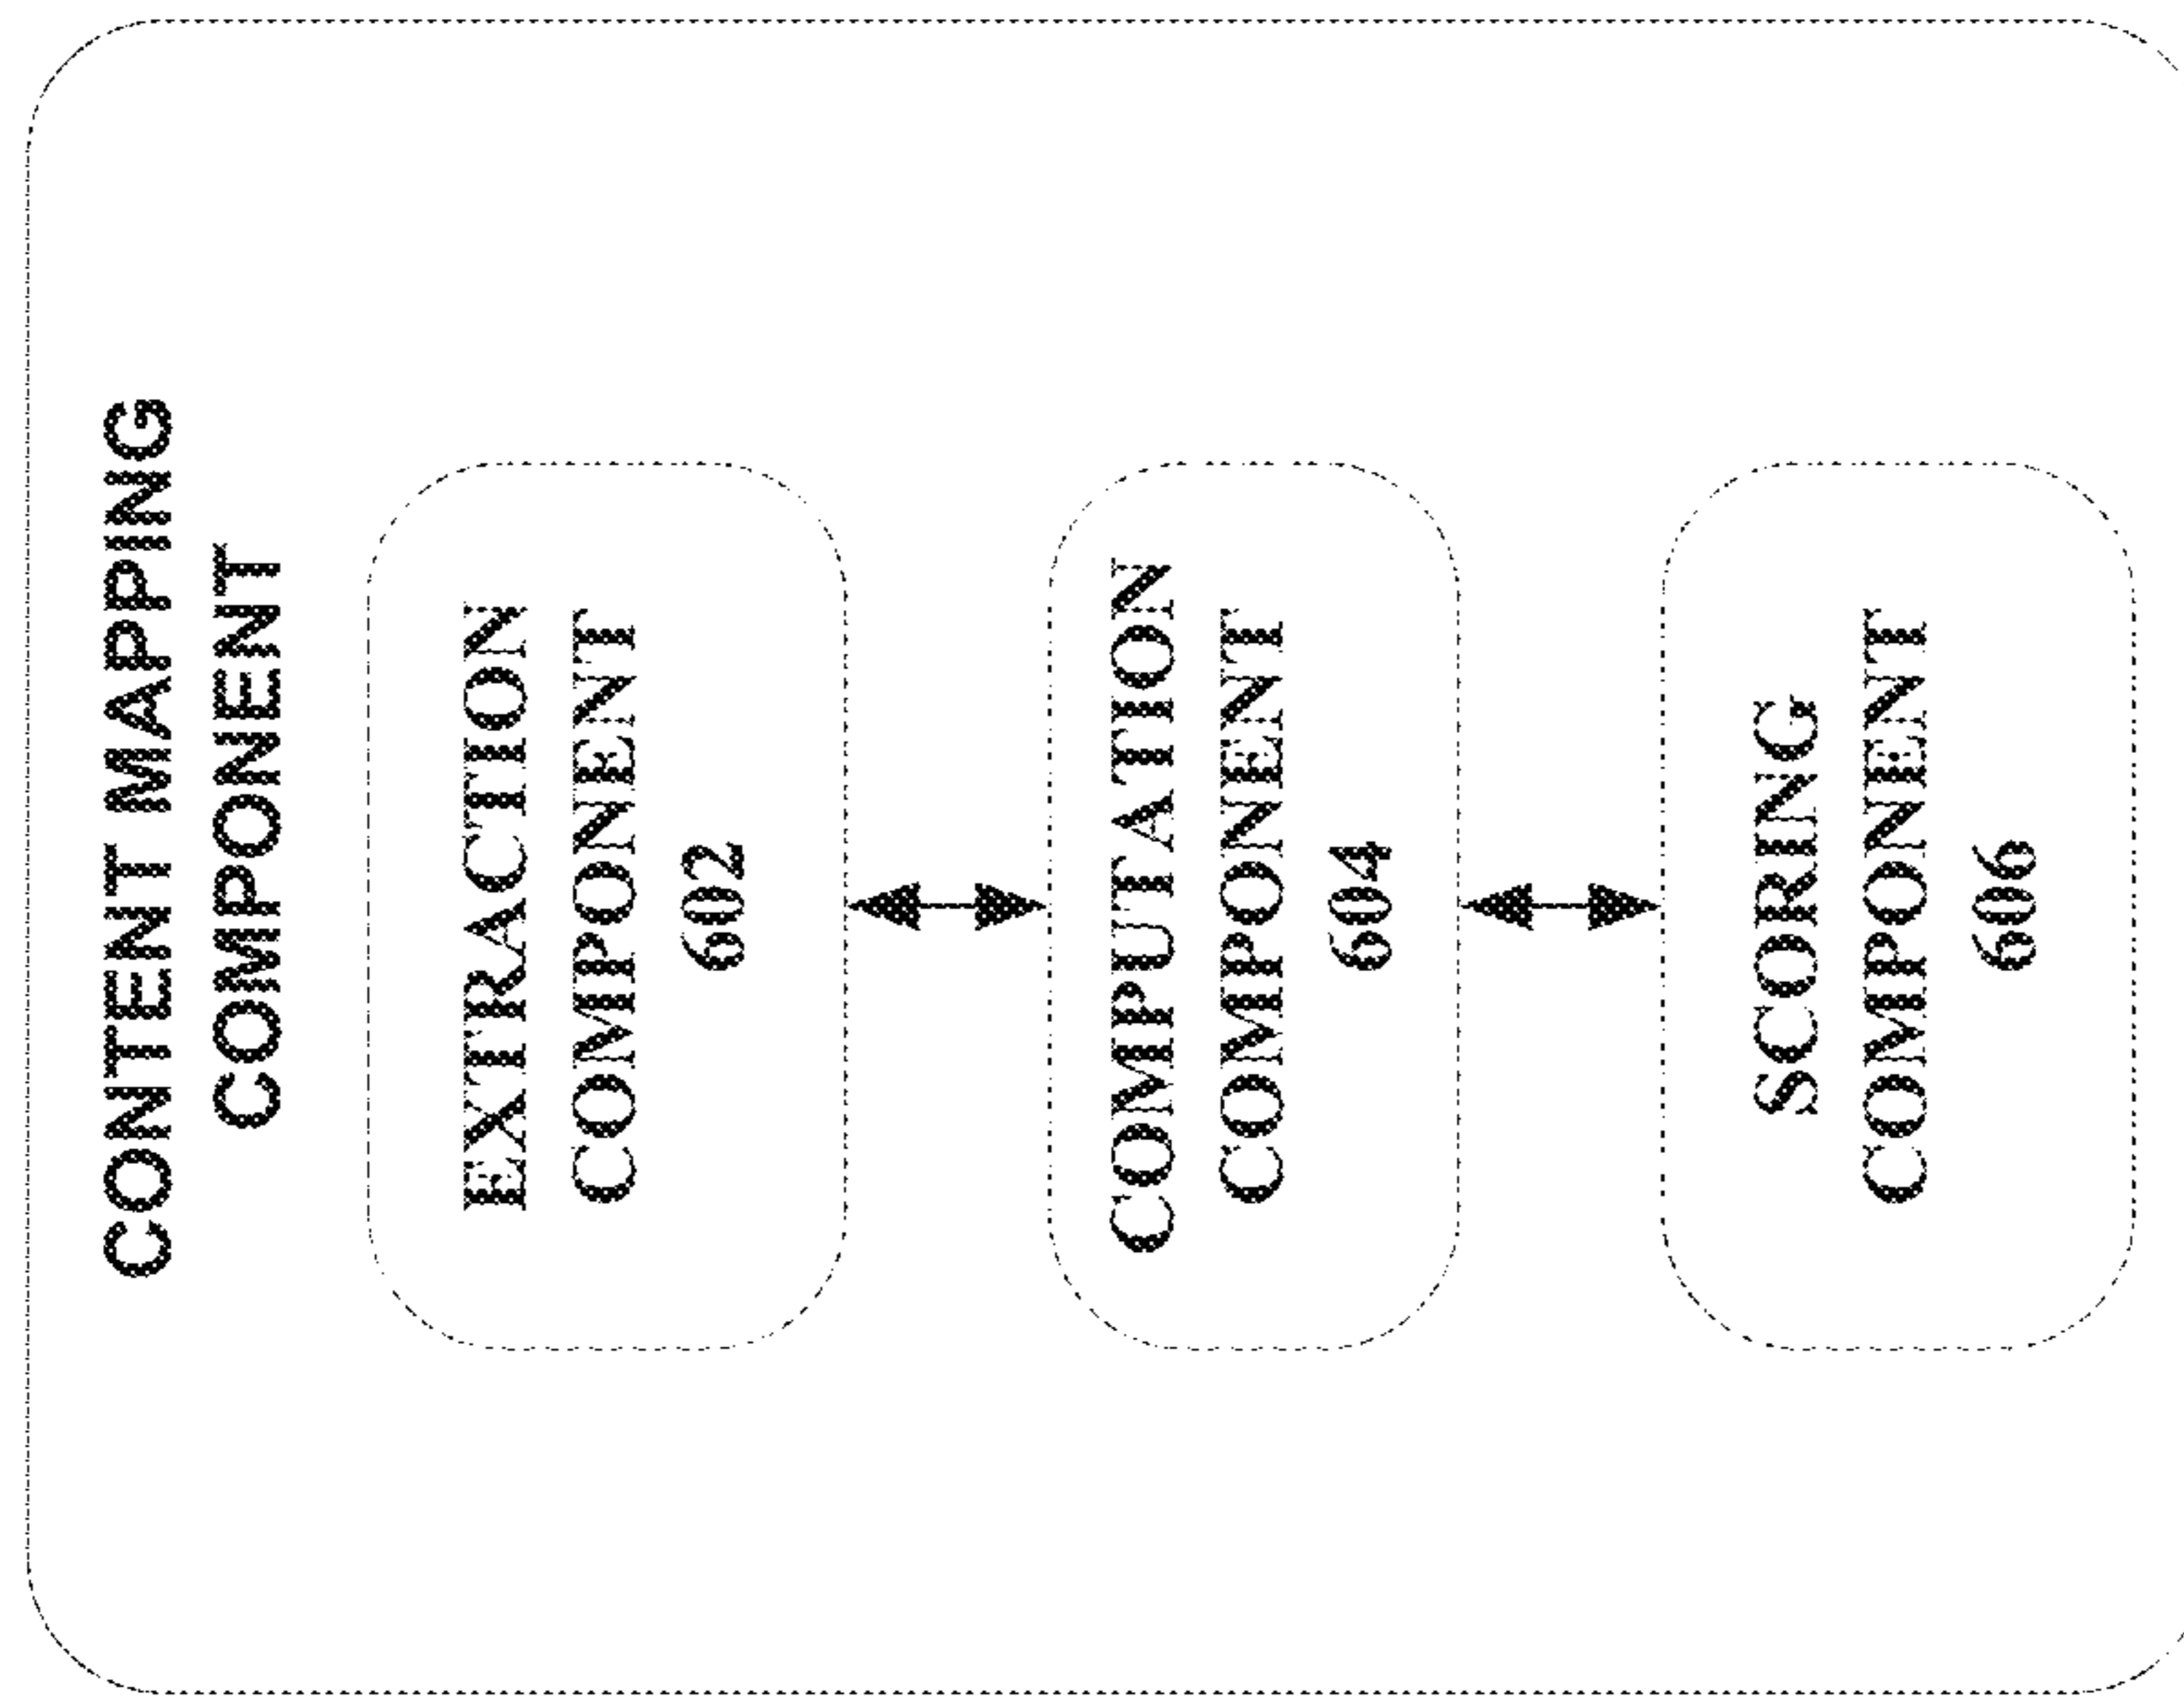 CONTENT MAPPING
COMPONENT
EXTRACTION
COMPONENT
602
COMPUTATION
COMPONENT
604
SCORING
COMPONENT
606